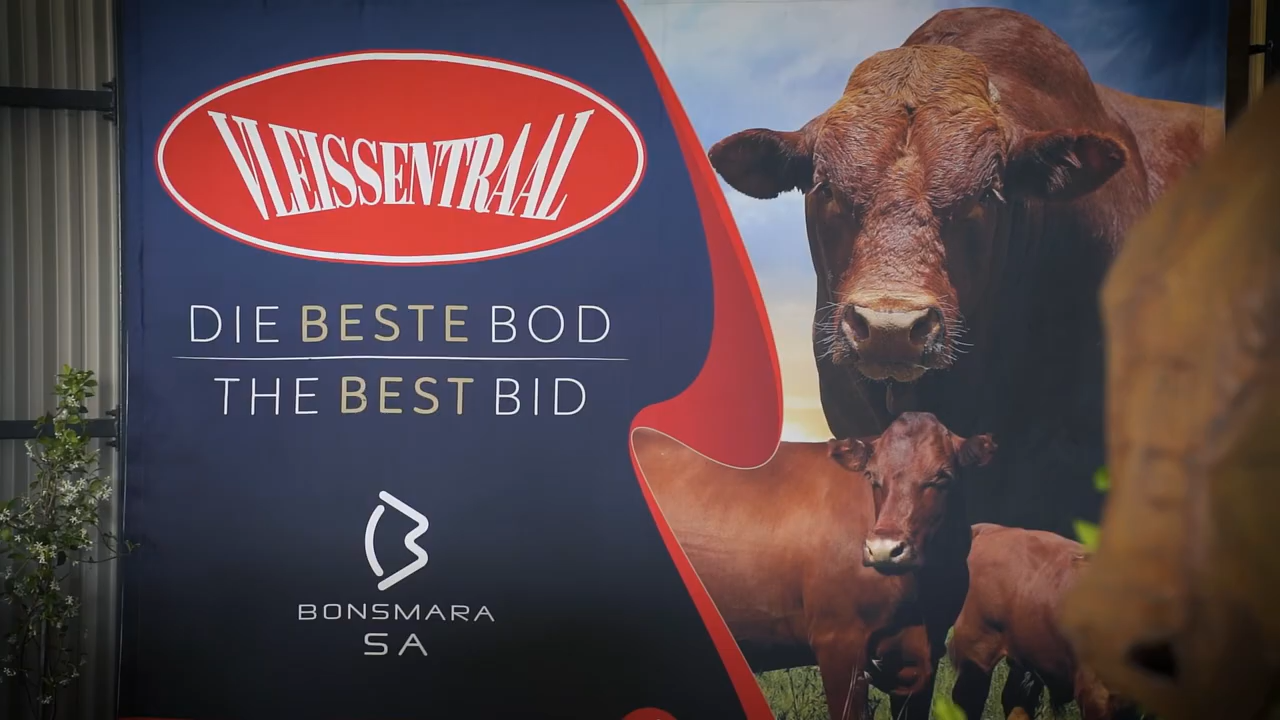 VLEISSENTRAAL
DIE BESTE BOD
THE BEST BID
BONSMARA
SA